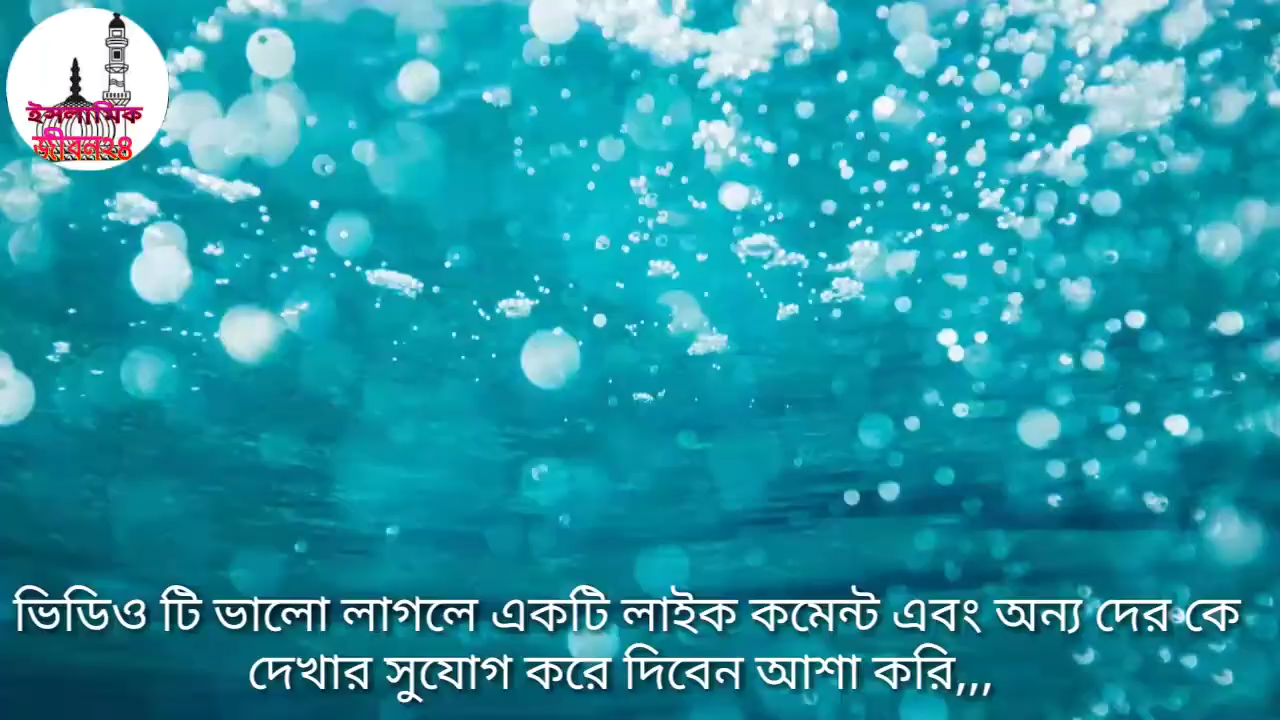 ইসলামিক
জীবন২৪
ভিডিও টি ভালো লাগলে একটি লাইক কমেন্ট এবং অন্য দের কে
দেখার সুযোগ করে দিবেন আশা করি,,,